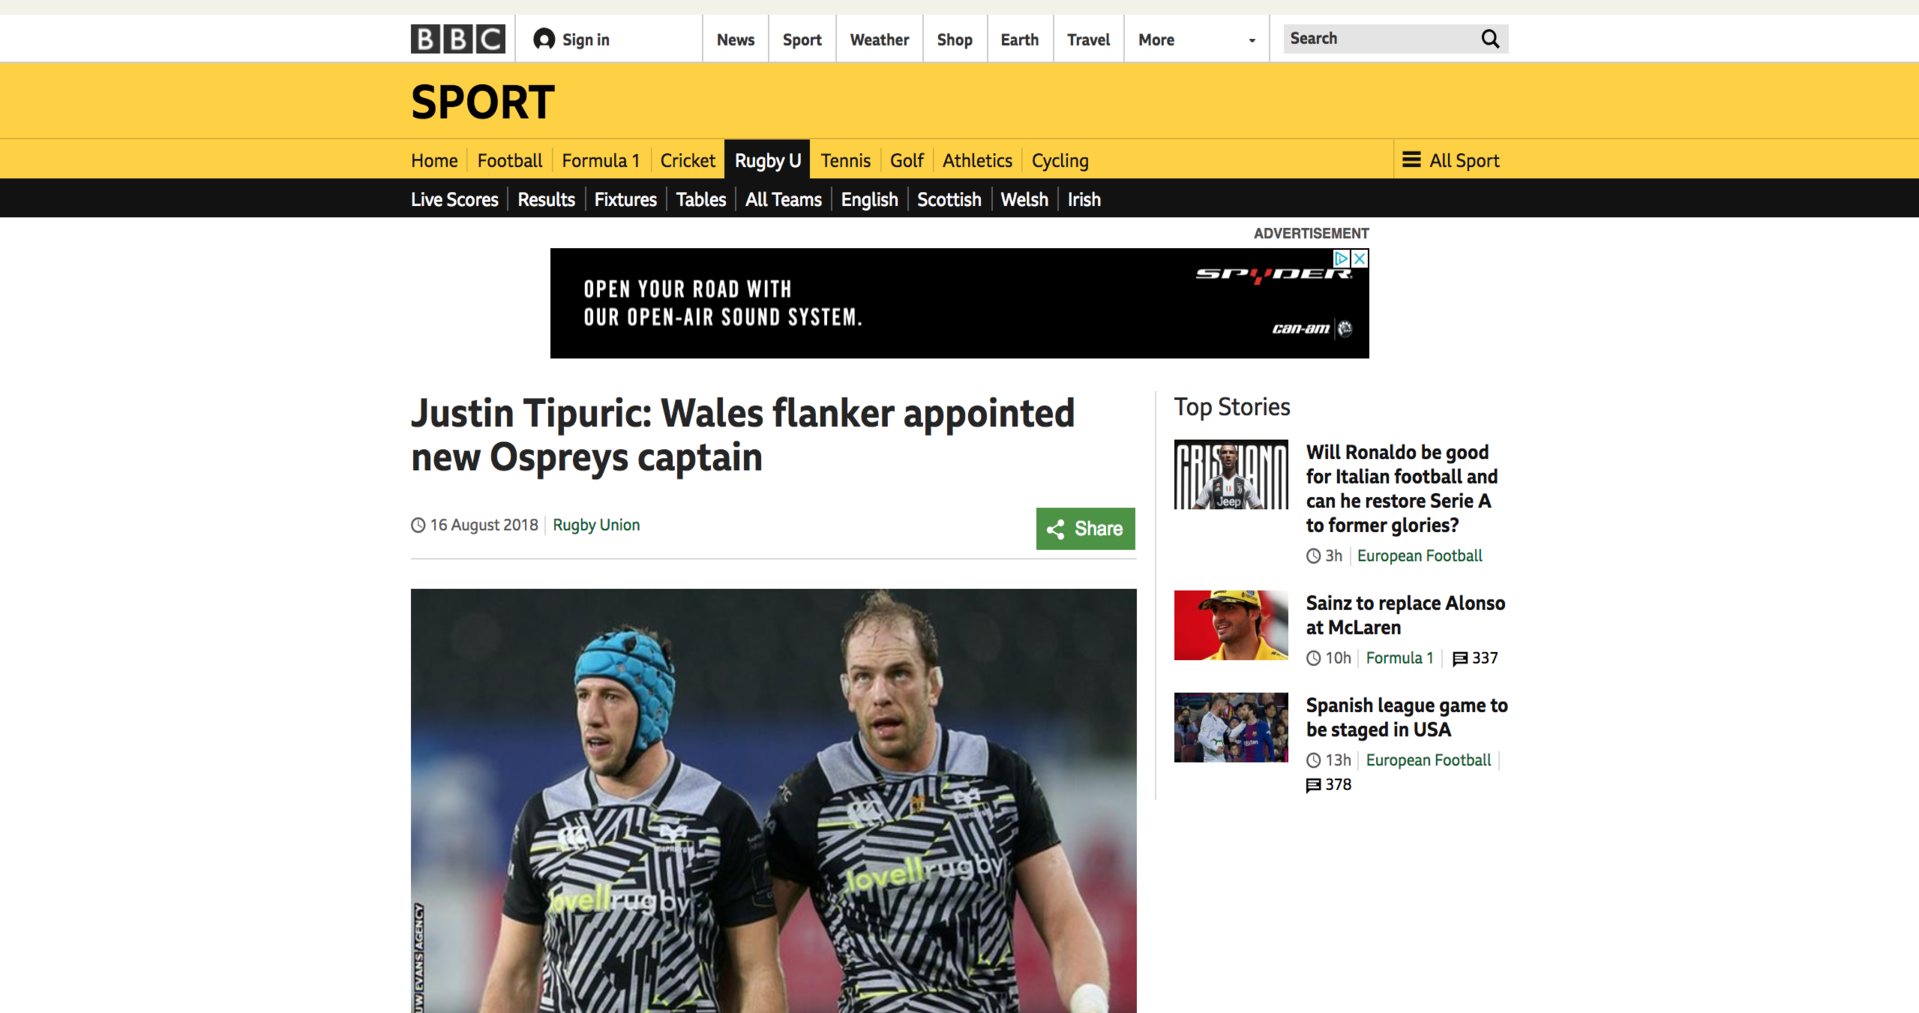 BBC
Sign in
News
Sport
Weather
Shop
Earth
Travel
More
Search
SPORT
Home
Football
Formula 1
Cricket
Rugby U
Tennis
Golf
Athletics
Cycling
All Sport
Live Scores
Results
Fixtures
Tables
All Teams
English
Scottish
Welsh
Irish
ADVERTISEMENT
OPEN YOUR ROAD WITH
OUR OPEN-AIR SOUND SYSTEM.
SPYDER
can-am
Justin Tipuric: Wales flanker appointed
new Ospreys captain
16 August 2018
Rugby Union
Share
lovellrugby
lovellrugby
Top Stories
CRISTIANO
Jeep
Will Ronaldo be good
for Italian football and
can he restore Serie A
to former glories?
3h
European Football
Sainz to replace Alonso
at McLaren
10h
Formula 1
337
Spanish league game to
be staged in USA
13h
European Football
378
EVANS AGENCY